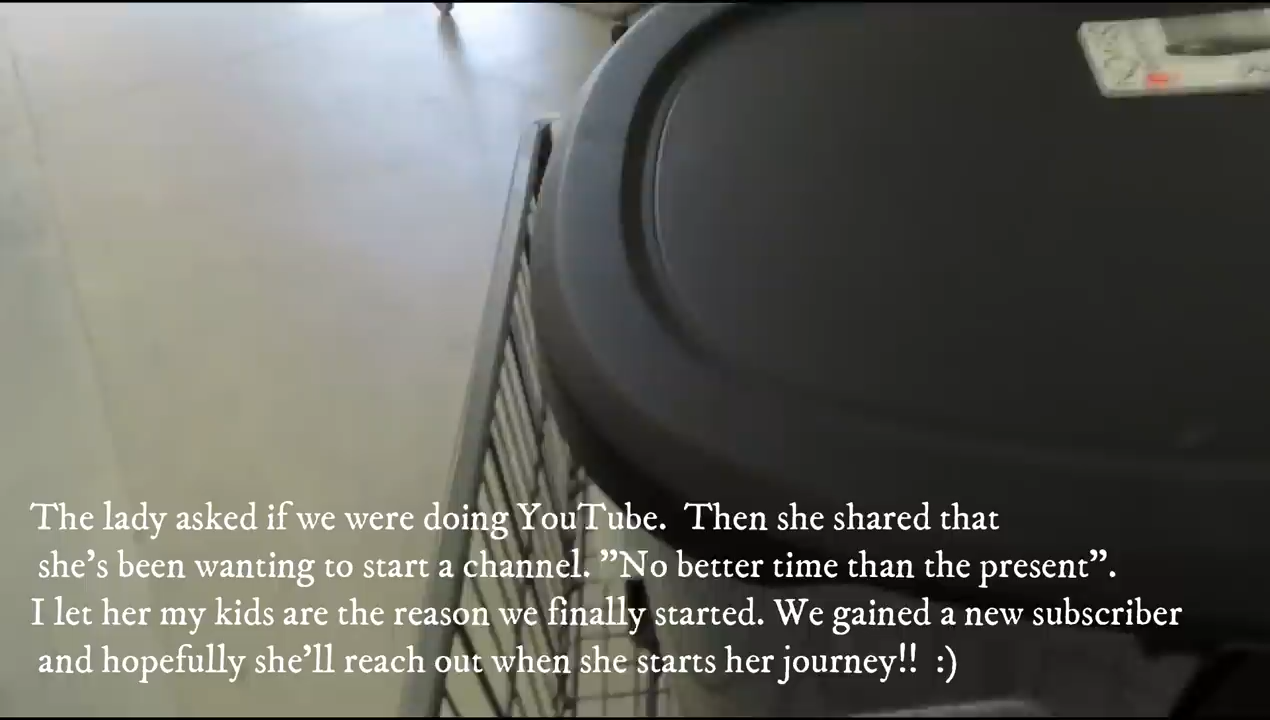 The lady asked if we were doing YouTube. Then she shared that
she's been wanting to start a channel. "No better time than the present".
I let her my kids are the reason we finally started. We gained a new subscriber
and hopefully she'll reach out when she starts her journey!! :)